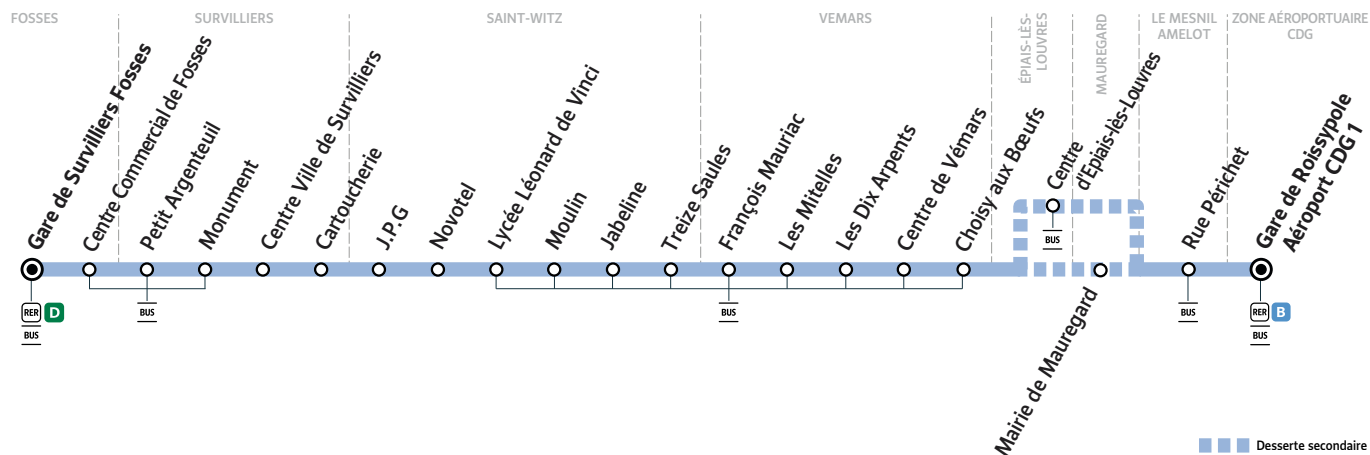 FOSSES
SURVILLIERS
SAINT-WITZ
VEMARS
ÉPIAIS-LÈS-
LOUVRES
MAUREGARD
LE MESNIL
AMELOT
ZONE AÉROPORTUAIRE
CDG
Gare de Survilliers Fosses
Centre Commercial de Fosses
Petit Argenteuil
Monument
Centre Ville de Survilliers
Cartoucherie
J.P.G
Novotel
Lycée Léonard de Vinci
Moulin
Jabeline
Treize Saules
François Mauriac
Les Mitelles
Les Dix Arpents
Centre de Vémars
Choisy aux Bœufs
Centre
d'Epiais-lès-Louvres
Mairie de Mauregard
Rue Périchet
Gare de Roissypole
Aéroport CDG 1
RER D
BUS
BUS
BUS
BUS
BUS
RER B
BUS
Desserte secondaire